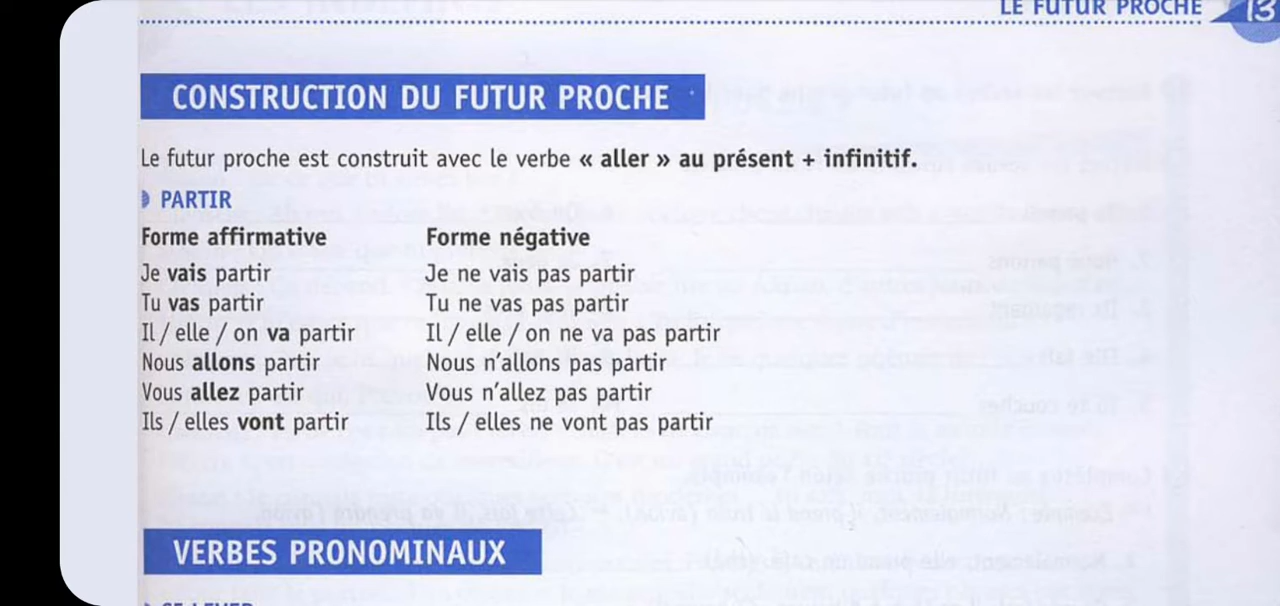 LE FUTUR PROCHE 13
CONSTRUCTION DU FUTUR PROCHE
Le futur proche est construit avec le verbe « aller » au présent + infinitif.
PARTIR
Forme affirmative Forme négative
Je vais partir Je ne vais pas partir
Tu vas partir Tu ne vas pas partir
Il / elle / on va partir Il / elle / on ne va pas partir
Nous allons partir Nous n'allons pas partir
Vous allez partir Vous n'allez pas partir
Ils / elles vont partir Ils / elles ne vont pas partir
VERBES PRONOMINAUX
SE LEVER